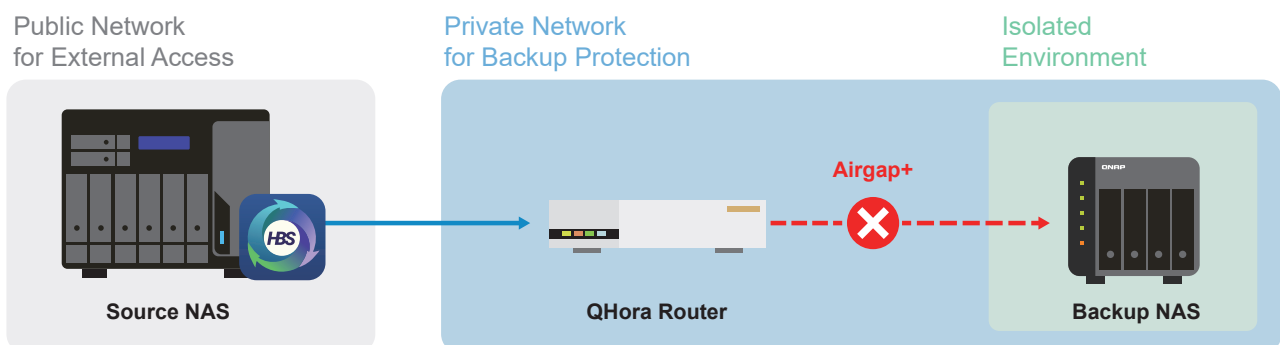 Public Network
for External Access
Private Network
for Backup Protection
Isolated
Environment
Airgap+
QNAP
HBS
Source NAS
QHora Router
Backup NAS